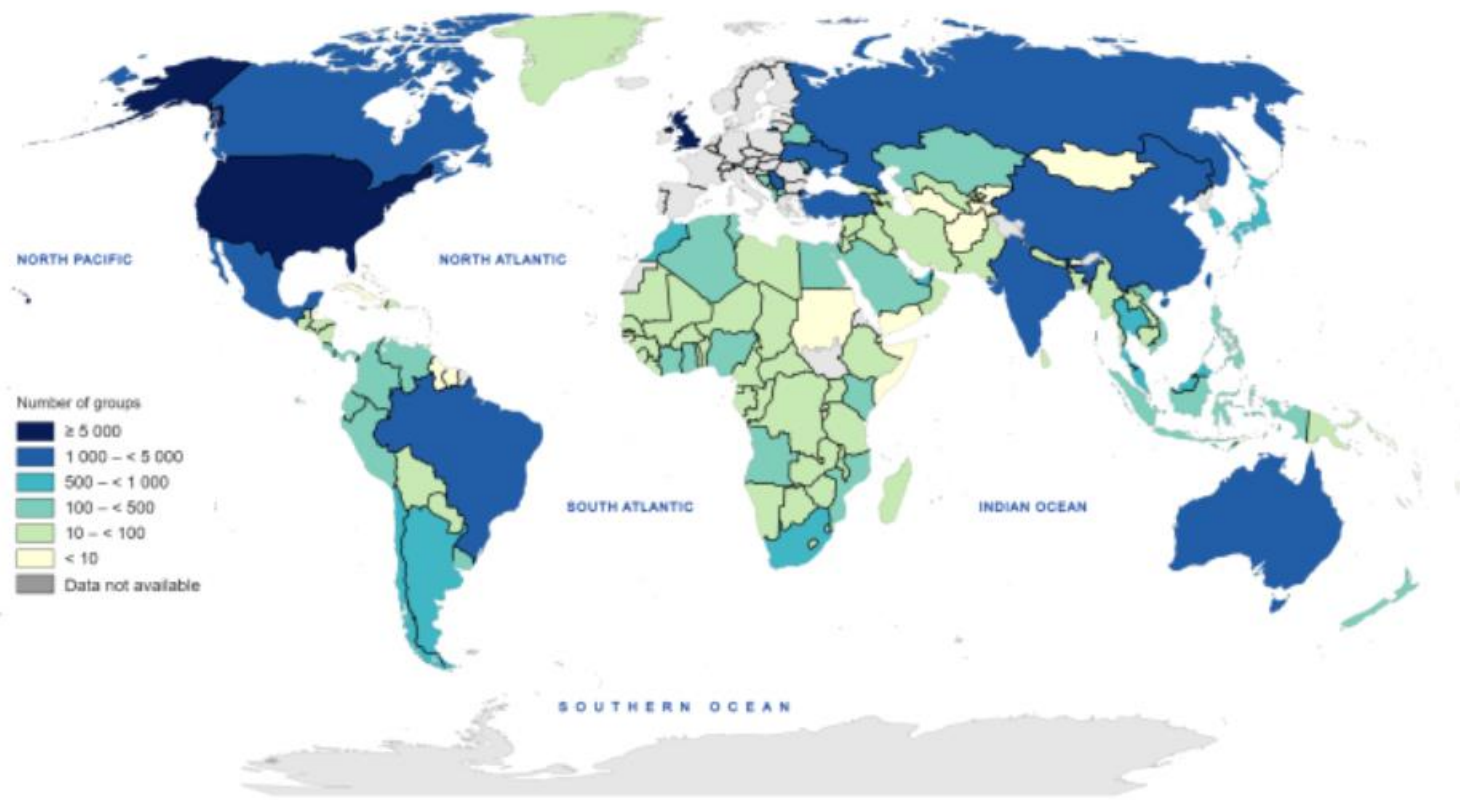 NORTH PACIFIC
NORTH ATLANTIC
Number of groups
≥ 5 000
1 000 – < 5 000
500 – < 1 000
100 – < 500
10 – < 100
< 10
Data not available
SOUTH ATLANTIC
INDIAN OCEAN
SOUTHERN OCEAN